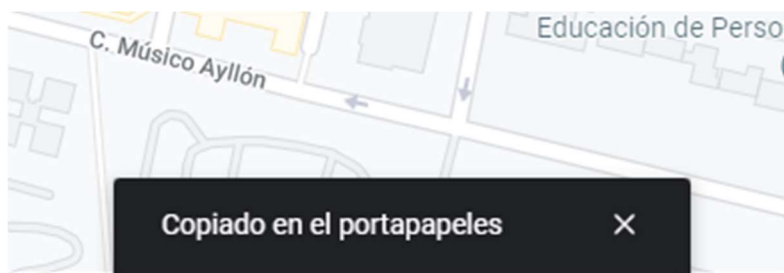 Educación de Perso
C. Músico Ayllón
Copiado en el portapapeles